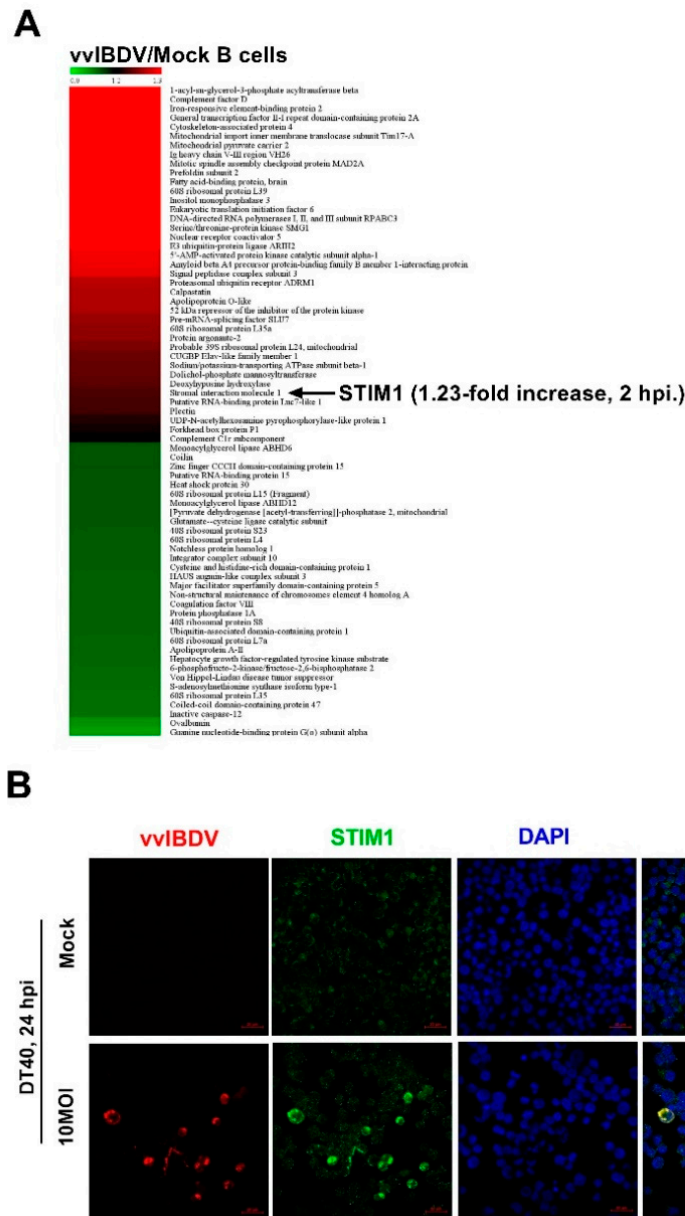 A
vvIBDV/Mock B cells
0.8 1.2 1.3
1-acyl-sn-glycerol-3-phosphate acyltransferase beta
Complement factor D
Iron-responsive element-binding protein 2
General transcription factor II-I repeat domain-containing protein 2A
Cytoskeleton-associated protein 4
Mitochondrial import inner membrane translocase subunit Tim17-A
Mitochondrial pyruvate carrier 2
Ig heavy chain V-III region VH26
Mitotic spindle assembly checkpoint protein MAD2A
Prefoldin subunit 2
Fatty acid-binding protein, brain
60S ribosomal protein L39
Inositol monophosphatase 3
Eukaryotic translation initiation factor 6
DNA-directed RNA polymerases I, II, and III subunit RPABC3
Serine/threonine-protein kinase SMG1
Nuclear receptor coactivator 5
E3 ubiquitin-protein ligase ARIH2
5'-AMP-activated protein kinase catalytic subunit alpha-1
Amyloid beta A4 precursor protein-binding family B member 1-interacting protein
Signal peptidase complex subunit 3
Proteasomal ubiquitin receptor ADRM1
Calpastatin
Apolipoprotein O-like
52 kDa repressor of the inhibitor of the protein kinase
Pre-mRNA-splicing factor SLU7
60S ribosomal protein L35a
Protein argonaute-2
Probable 39S ribosomal protein L24, mitochondrial
CUGBP Elav-like family member 1
Sodium/potassium-transporting ATPase subunit beta-1
Dolichol-phosphate mannosyltransferase
Deoxyhypusine hydroxylase
Stromal interaction molecule 1
STIM1 (1.23-fold increase, 2 hpi.)
Putative RNA-binding protein Luc7-like 1
Plectin
UDP-N-acetylhexosamine pyrophosphorylase-like protein 1
Forkhead box protein P1
Complement C1r subcomponent
Monoacylglycerol lipase ABHD6
Coilin
Zinc finger CCCH domain-containing protein 15
Putative RNA-binding protein 15
Heat shock protein 30
60S ribosomal protein L15 (Fragment)
Monoacylglycerol lipase ABHD12
[Pyruvate dehydrogenase [acetyl-transferring]]-phosphatase 2, mitochondrial
Glutamate--cysteine ligase catalytic subunit
40S ribosomal protein S23
60S ribosomal protein L4
Notchless protein homolog 1
Integrator complex subunit 10
Cysteine and histidine-rich domain-containing protein 1
HAUS augmin-like complex subunit 3
Major facilitator superfamily domain-containing protein 5
Non-structural maintenance of chromosomes element 4 homolog A
Coagulation factor VIII
Protein phosphatase 1A
40S ribosomal protein S8
Ubiquitin-associated domain-containing protein 1
60S ribosomal protein L7a
Apolipoprotein A-II
Hepatocyte growth factor-regulated tyrosine kinase substrate
6-phosphofructo-2-kinase/fructose-2,6-bisphosphatase 2
Von Hippel-Lindau disease tumor suppressor
S-adenosylmethionine synthase isoform type-1
60S ribosomal protein L35
Coiled-coil domain-containing protein 47
Inactive caspase-12
Ovalbumin
Guanine nucleotide-binding protein G(o) subunit alpha
B
vvIBDV STIM1 DAPI
DT40, 24 hpi
Mock
10MOI